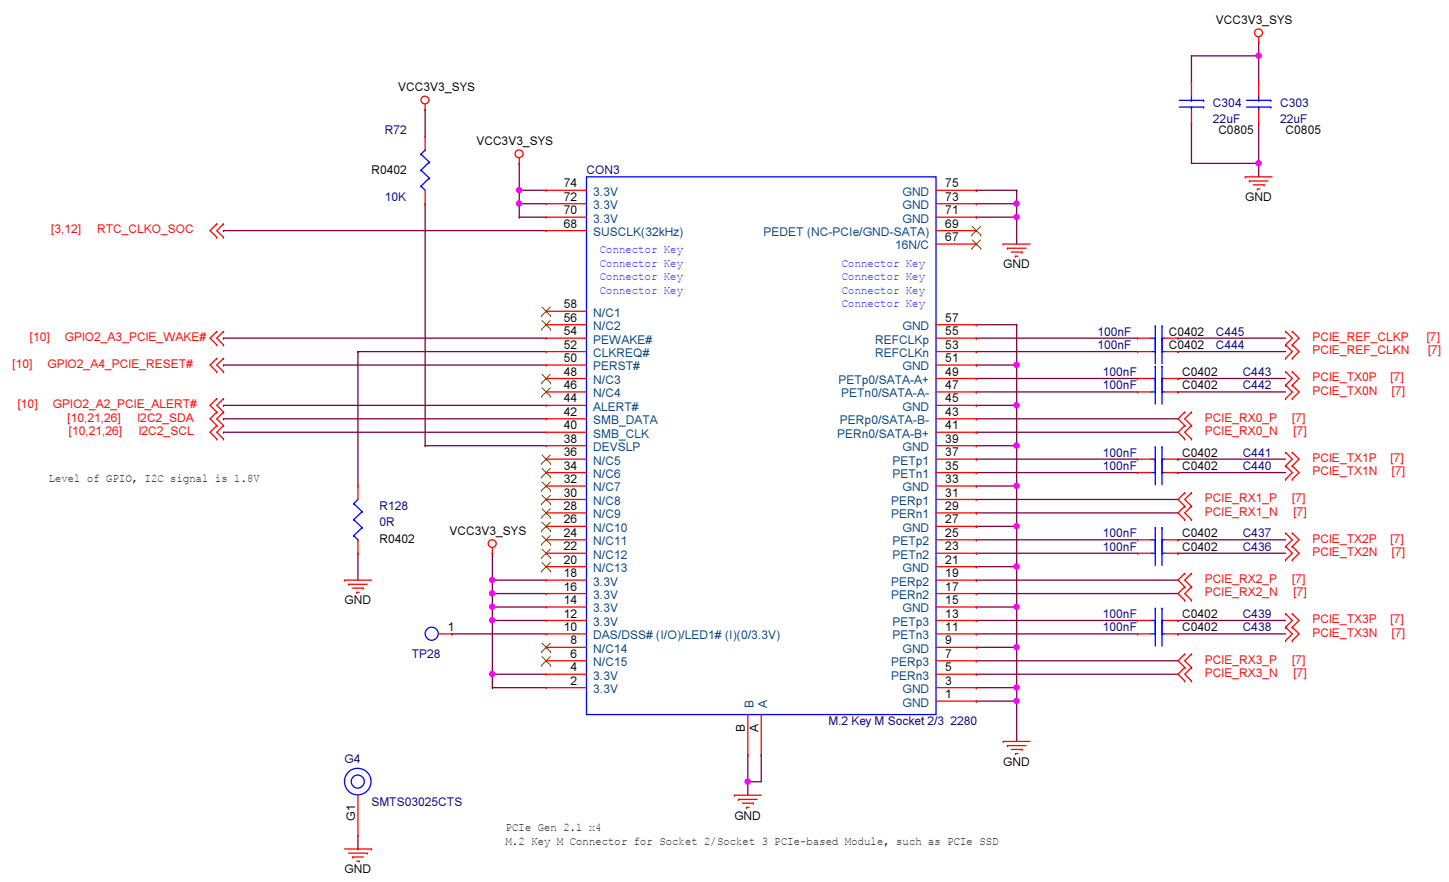 VCC3V3_SYS
C304
22uF
C0805
C303
22uF
C0805
GND
VCC3V3_SYS
R72
R0402
10K
VCC3V3_SYS
CON3
74 3.3V
72 3.3V
70 3.3V
68 SUSCLK(32kHz)
[3,12] RTC_CLKO_SOC
Connector Key
Connector Key
Connector Key
Connector Key
58 N/C1
56 N/C2
[10] GPIO2_A3_PCIE_WAKE# 54 PEWAKE#
52 CLKREQ#
[10] GPIO2_A4_PCIE_RESET# 50 PERST#
48 N/C3
46 N/C4
[10] GPIO2_A2_PCIE_ALERT# 44 ALERT#
[10,21,26] I2C2_SDA 42 SMB_DATA
[10,21,26] I2C2_SCL 40 SMB_CLK
38 DEVSLP
36 N/C5
34 N/C6
32 N/C7
30 N/C8
28 N/C9
26 N/C10
24 N/C11
22 N/C12
20 N/C13
18 3.3V
16 3.3V
14 3.3V
12 3.3V
10 DAS/DSS# (I/O)/LED1# (I)(0/3.3V)
8 N/C14
6 N/C15
4 3.3V
2 3.3V
Level of GPIO, I2C signal is 1.8V
R128
0R
R0402
GND
VCC3V3_SYS
1
TP28
GND 75
GND 73
GND 71
PEDET (NC-PCIe/GND-SATA) 69
16N/C 67
GND
Connector Key
Connector Key
Connector Key
Connector Key
GND 57
REFCLKp 55 100nF C0402 C445 PCIE_REF_CLKP [7]
REFCLKn 53 100nF C0402 C444 PCIE_REF_CLKN [7]
GND 51
PETp0/SATA-A+ 49 100nF C0402 C443 PCIE_TX0P [7]
PETn0/SATA-A- 47 100nF C0402 C442 PCIE_TX0N [7]
GND 45
PERp0/SATA-B- 43 PCIE_RX0_P [7]
PERn0/SATA-B+ 41 PCIE_RX0_N [7]
GND 39
PETp1 37 100nF C0402 C441 PCIE_TX1P [7]
PETn1 35 100nF C0402 C440 PCIE_TX1N [7]
GND 33
PERp1 31 PCIE_RX1_P [7]
PERn1 29 PCIE_RX1_N [7]
GND 27
PETp2 25 100nF C0402 C437 PCIE_TX2P [7]
PETn2 23 100nF C0402 C436 PCIE_TX2N [7]
GND 21
PERp2 19 PCIE_RX2_P [7]
PERn2 17 PCIE_RX2_N [7]
GND 15
PETp3 13 100nF C0402 C439 PCIE_TX3P [7]
PETn3 11 100nF C0402 C438 PCIE_TX3N [7]
GND 9
PERp3 7 PCIE_RX3_P [7]
PERn3 5 PCIE_RX3_N [7]
GND 3
GND 1
B A
B A
M.2 Key M Socket 2/3 2280
GND
GND
G4
SMTS03025CTS
G1
GND
PCIe Gen 2.1 x4
M.2 Key M Connector for Socket 2/Socket 3 PCIe-based Module, such as PCIe SSD